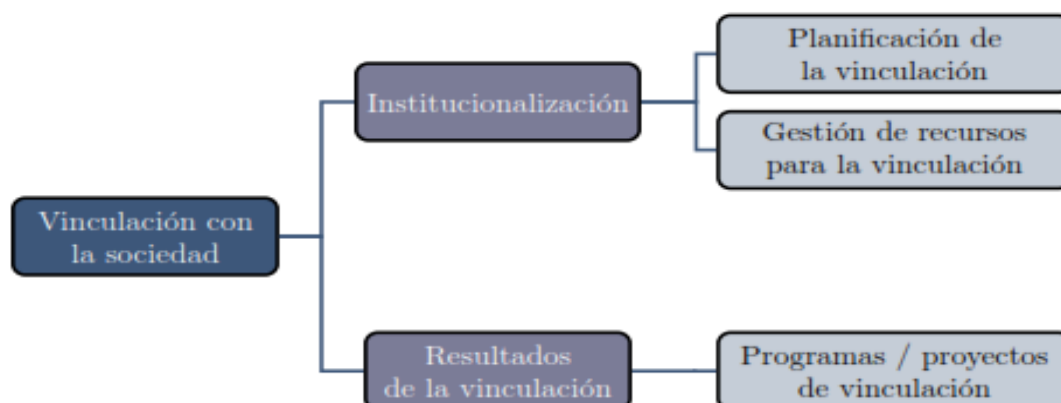 Planificación de
la vinculación
Institucionalización
Gestión de recursos
para la vinculación
Vinculación con
la sociedad
Resultados
de la vinculación
Programas / proyectos
de vinculación